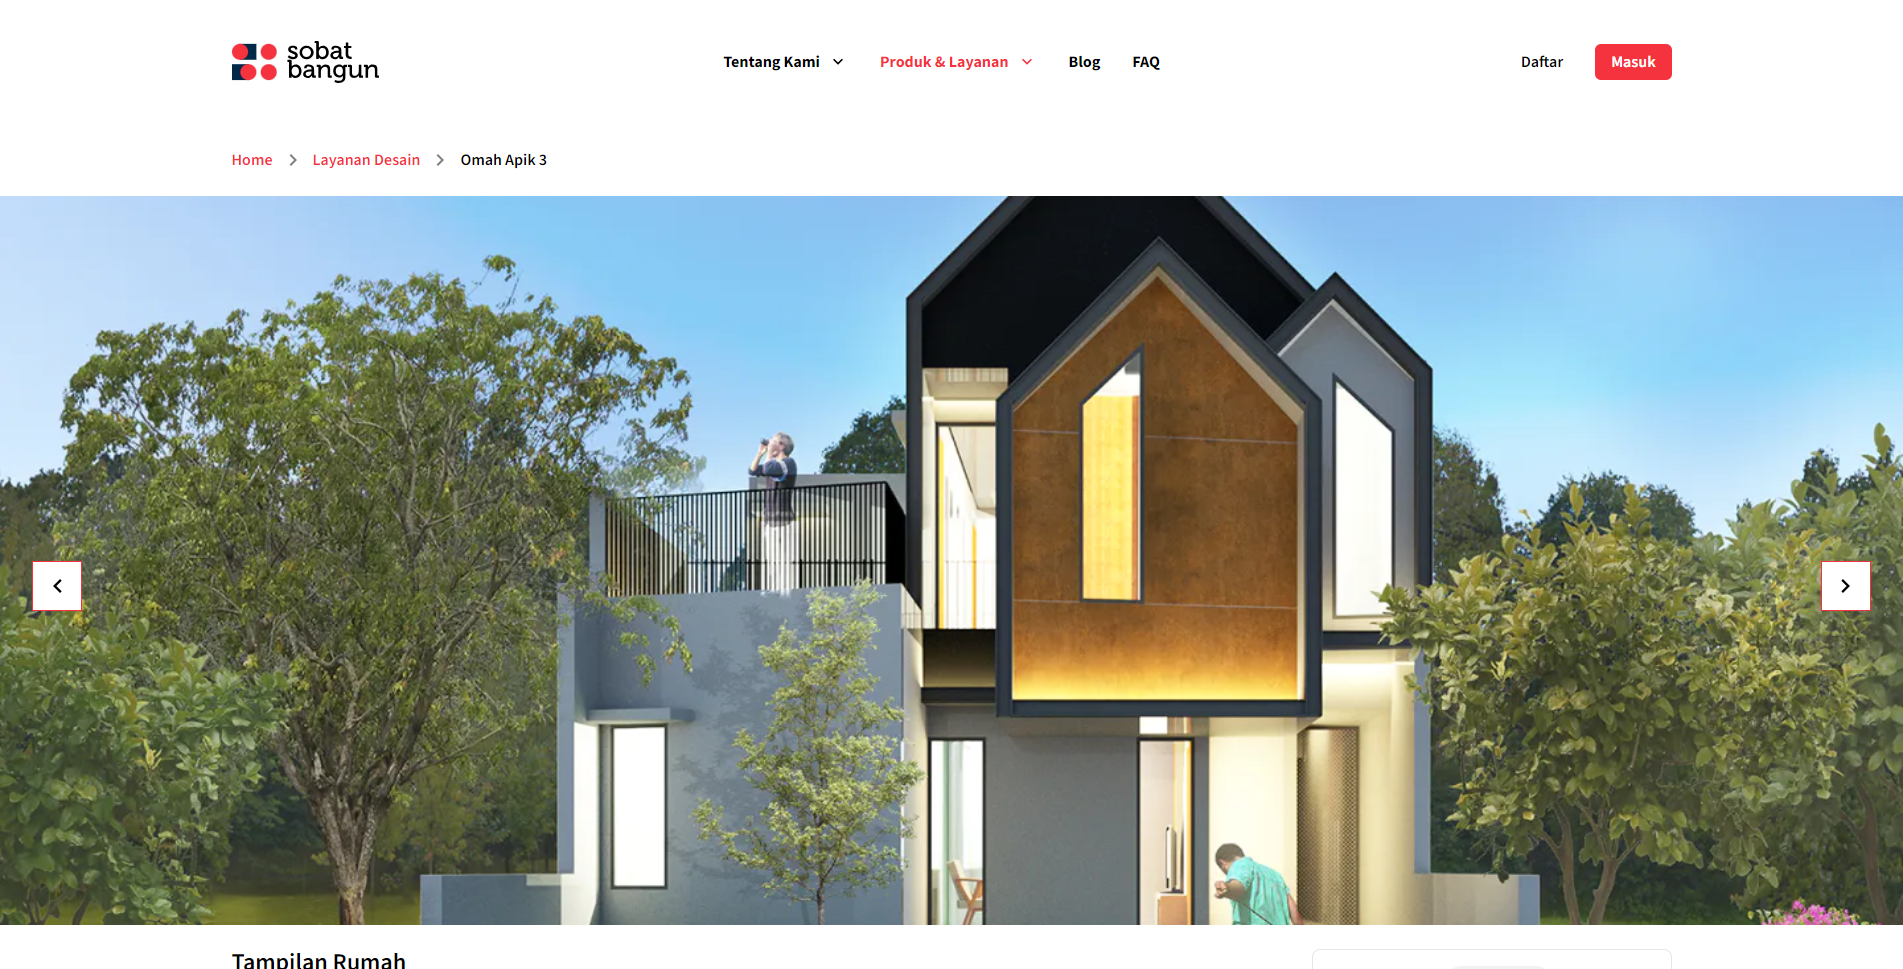 sobat
bangun
Tentang Kami
Produk & Layanan
Blog
FAQ
Daftar
Masuk
Home > Layanan Desain > Omah Apik 3
Tampilan Rumah